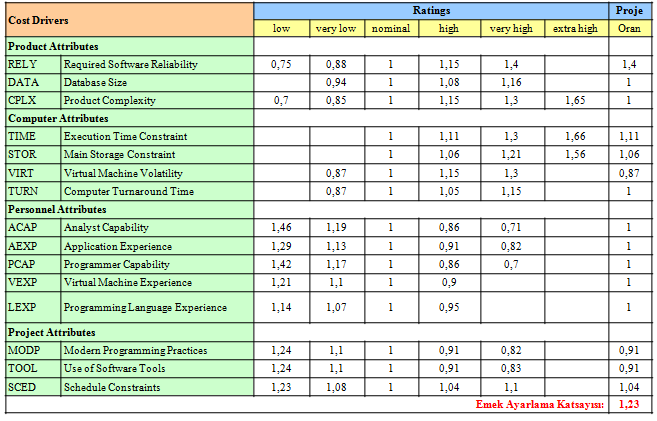 Cost Drivers Ratings Proje
low very low nominal high very high extra high Oran
Product Attributes
RELY Required Software Reliability 0,75 0,88 1 1,15 1,4 1,4
DATA Database Size 0,94 1 1,08 1,16 1
CPLX Product Complexity 0,7 0,85 1 1,15 1,3 1,65 1
Computer Attributes
TIME Execution Time Constraint 1 1,11 1,3 1,66 1,11
STOR Main Storage Constraint 1 1,06 1,21 1,56 1,06
VIRT Virtual Machine Volatility 0,87 1 1,15 1,3 0,87
TURN Computer Turnaround Time 0,87 1 1,05 1,15 1
Personnel Attributes
ACAP Analyst Capability 1,46 1,19 1 0,86 0,71 1
AEXP Application Experience 1,29 1,13 1 0,91 0,82 1
PCAP Programmer Capability 1,42 1,17 1 0,86 0,7 1
VEXP Virtual Machine Experience 1,21 1,1 1 0,9 1
LEXP Programming Language Experience 1,14 1,07 1 0,95 1
Project Attributes
MODP Modern Programming Practices 1,24 1,1 1 0,91 0,82 0,91
TOOL Use of Software Tools 1,24 1,1 1 0,91 0,83 0,91
SCED Schedule Constraints 1,23 1,08 1 1,04 1,1 1,04
Emek Ayarlama Katsayısı: 1,23